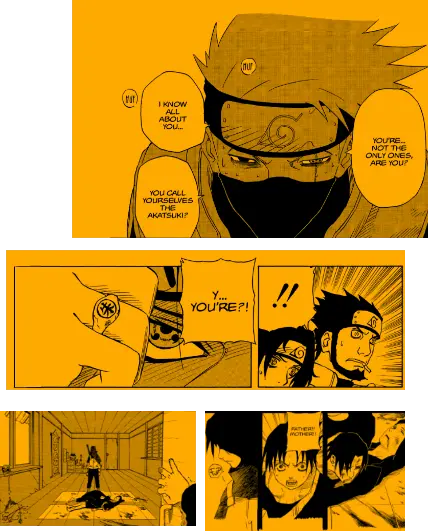 HUF
HUF
I KNOW
ALL
ABOUT
YOU...
YOU'RE...
NOT THE
ONLY ONES,
ARE YOU?
YOU CALL
YOURSELVES
THE
AKATSUKI?
Y...
YOU'RE?!
!!
FATHER!!
MOTHER!!